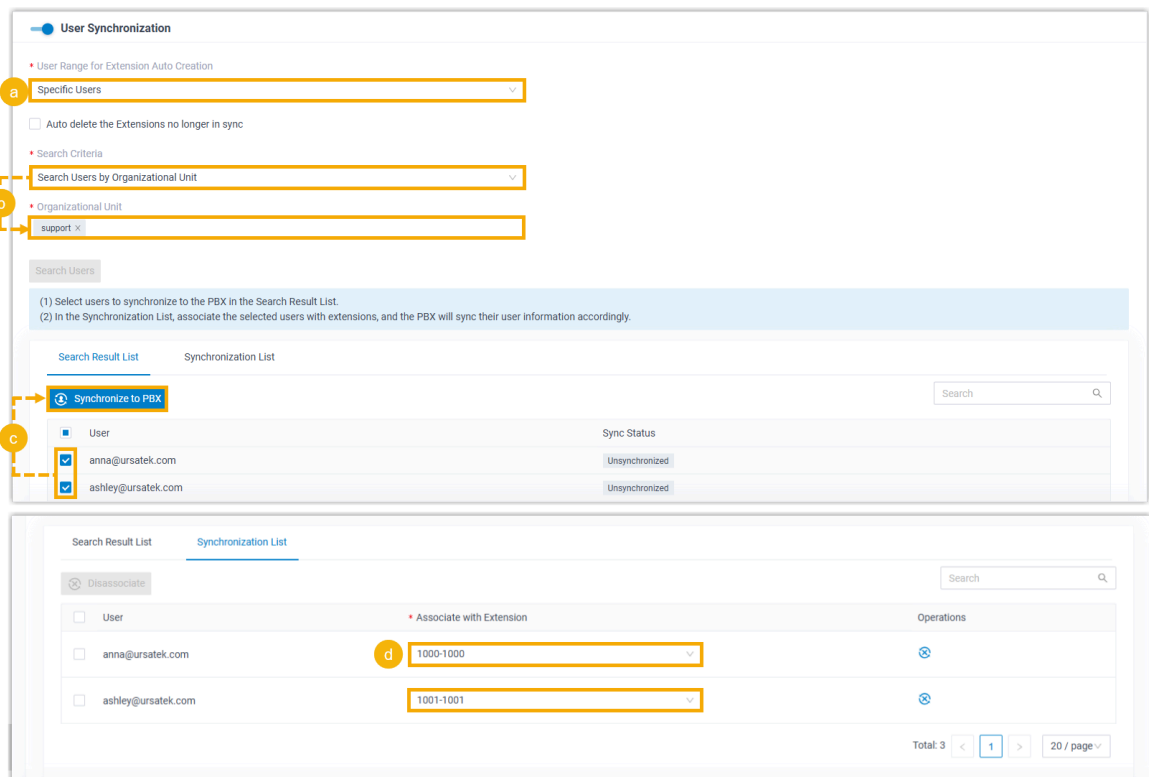 User Synchronization
* User Range for Extension Auto Creation
a
Specific Users
Auto delete the Extensions no longer in sync
* Search Criteria
Search Users by Organizational Unit
b
* Organizational Unit
support ×
Search Users
(1) Select users to synchronize to the PBX in the Search Result List.
(2) In the Synchronization List, associate the selected users with extensions, and the PBX will sync their user information accordingly.
Search Result List Synchronization List
Synchronize to PBX Search
User Sync Status
c
anna@ursatek.com Unsynchronized
ashley@ursatek.com Unsynchronized
Search Result List Synchronization List
Disassociate Search
User * Associate with Extension Operations
anna@ursatek.com d 1000-1000
ashley@ursatek.com 1001-1001
Total: 3 < 1 > 20 / page